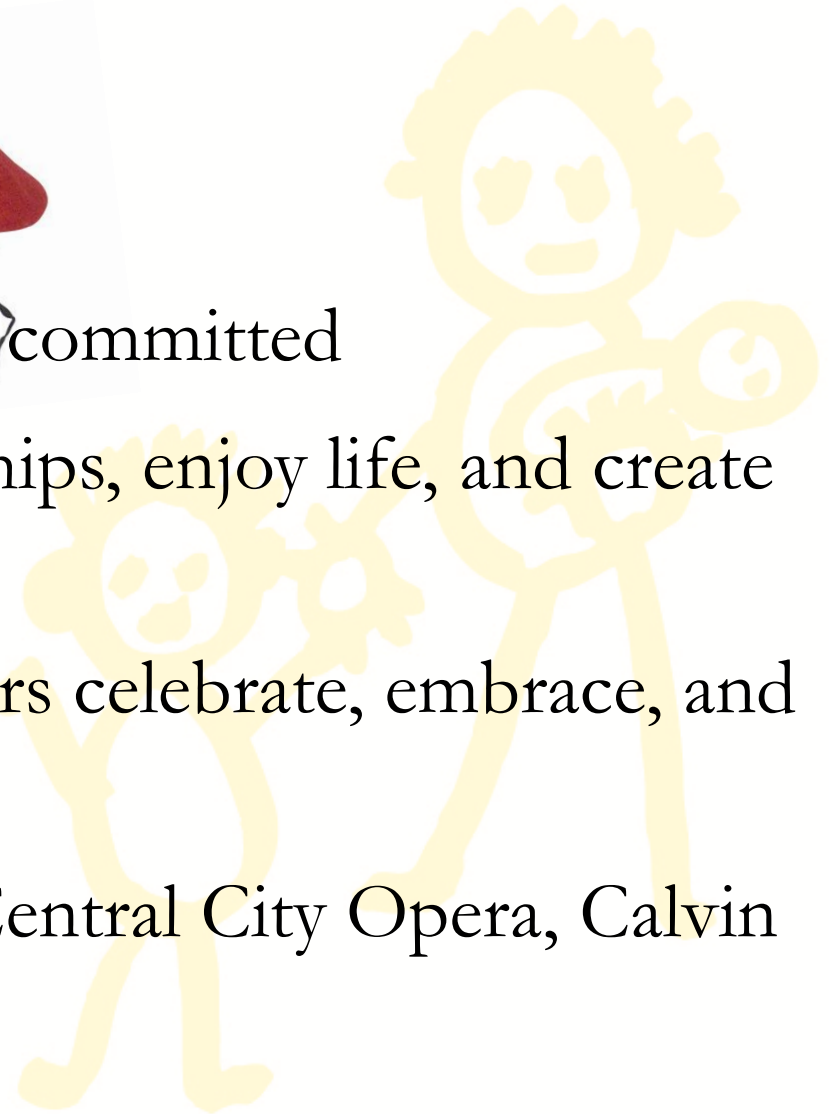 committed
hips, enjoy life, and create
rs celebrate, embrace, and
Central City Opera, Calvin